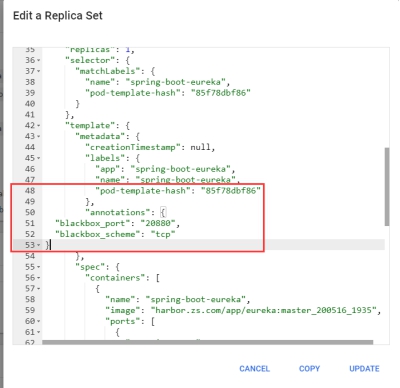 Edit a Replica Set
35 "replicas": 1,
36 "selector": {
37 "matchLabels": {
38 "name": "spring-boot-eureka",
39 "pod-template-hash": "85f78dbf86"
40 }
41 },
42 "template": {
43 "metadata": {
44 "creationTimestamp": null,
45 "labels": {
46 "app": "spring-boot-eureka",
47 "name": "spring-boot-eureka",
48 "pod-template-hash": "85f78dbf86"
49 },
50 "annotations": {
51 "blackbox_port": "20880",
52 "blackbox_scheme": "tcp"
53 }
54 },
55 "spec": {
56 "containers": [
57 {
58 "name": "spring-boot-eureka",
59 "image": "harbor.zs.com/app/eureka:master_200516_1935",
60 "ports": [
61 {
62
CANCEL COPY UPDATE